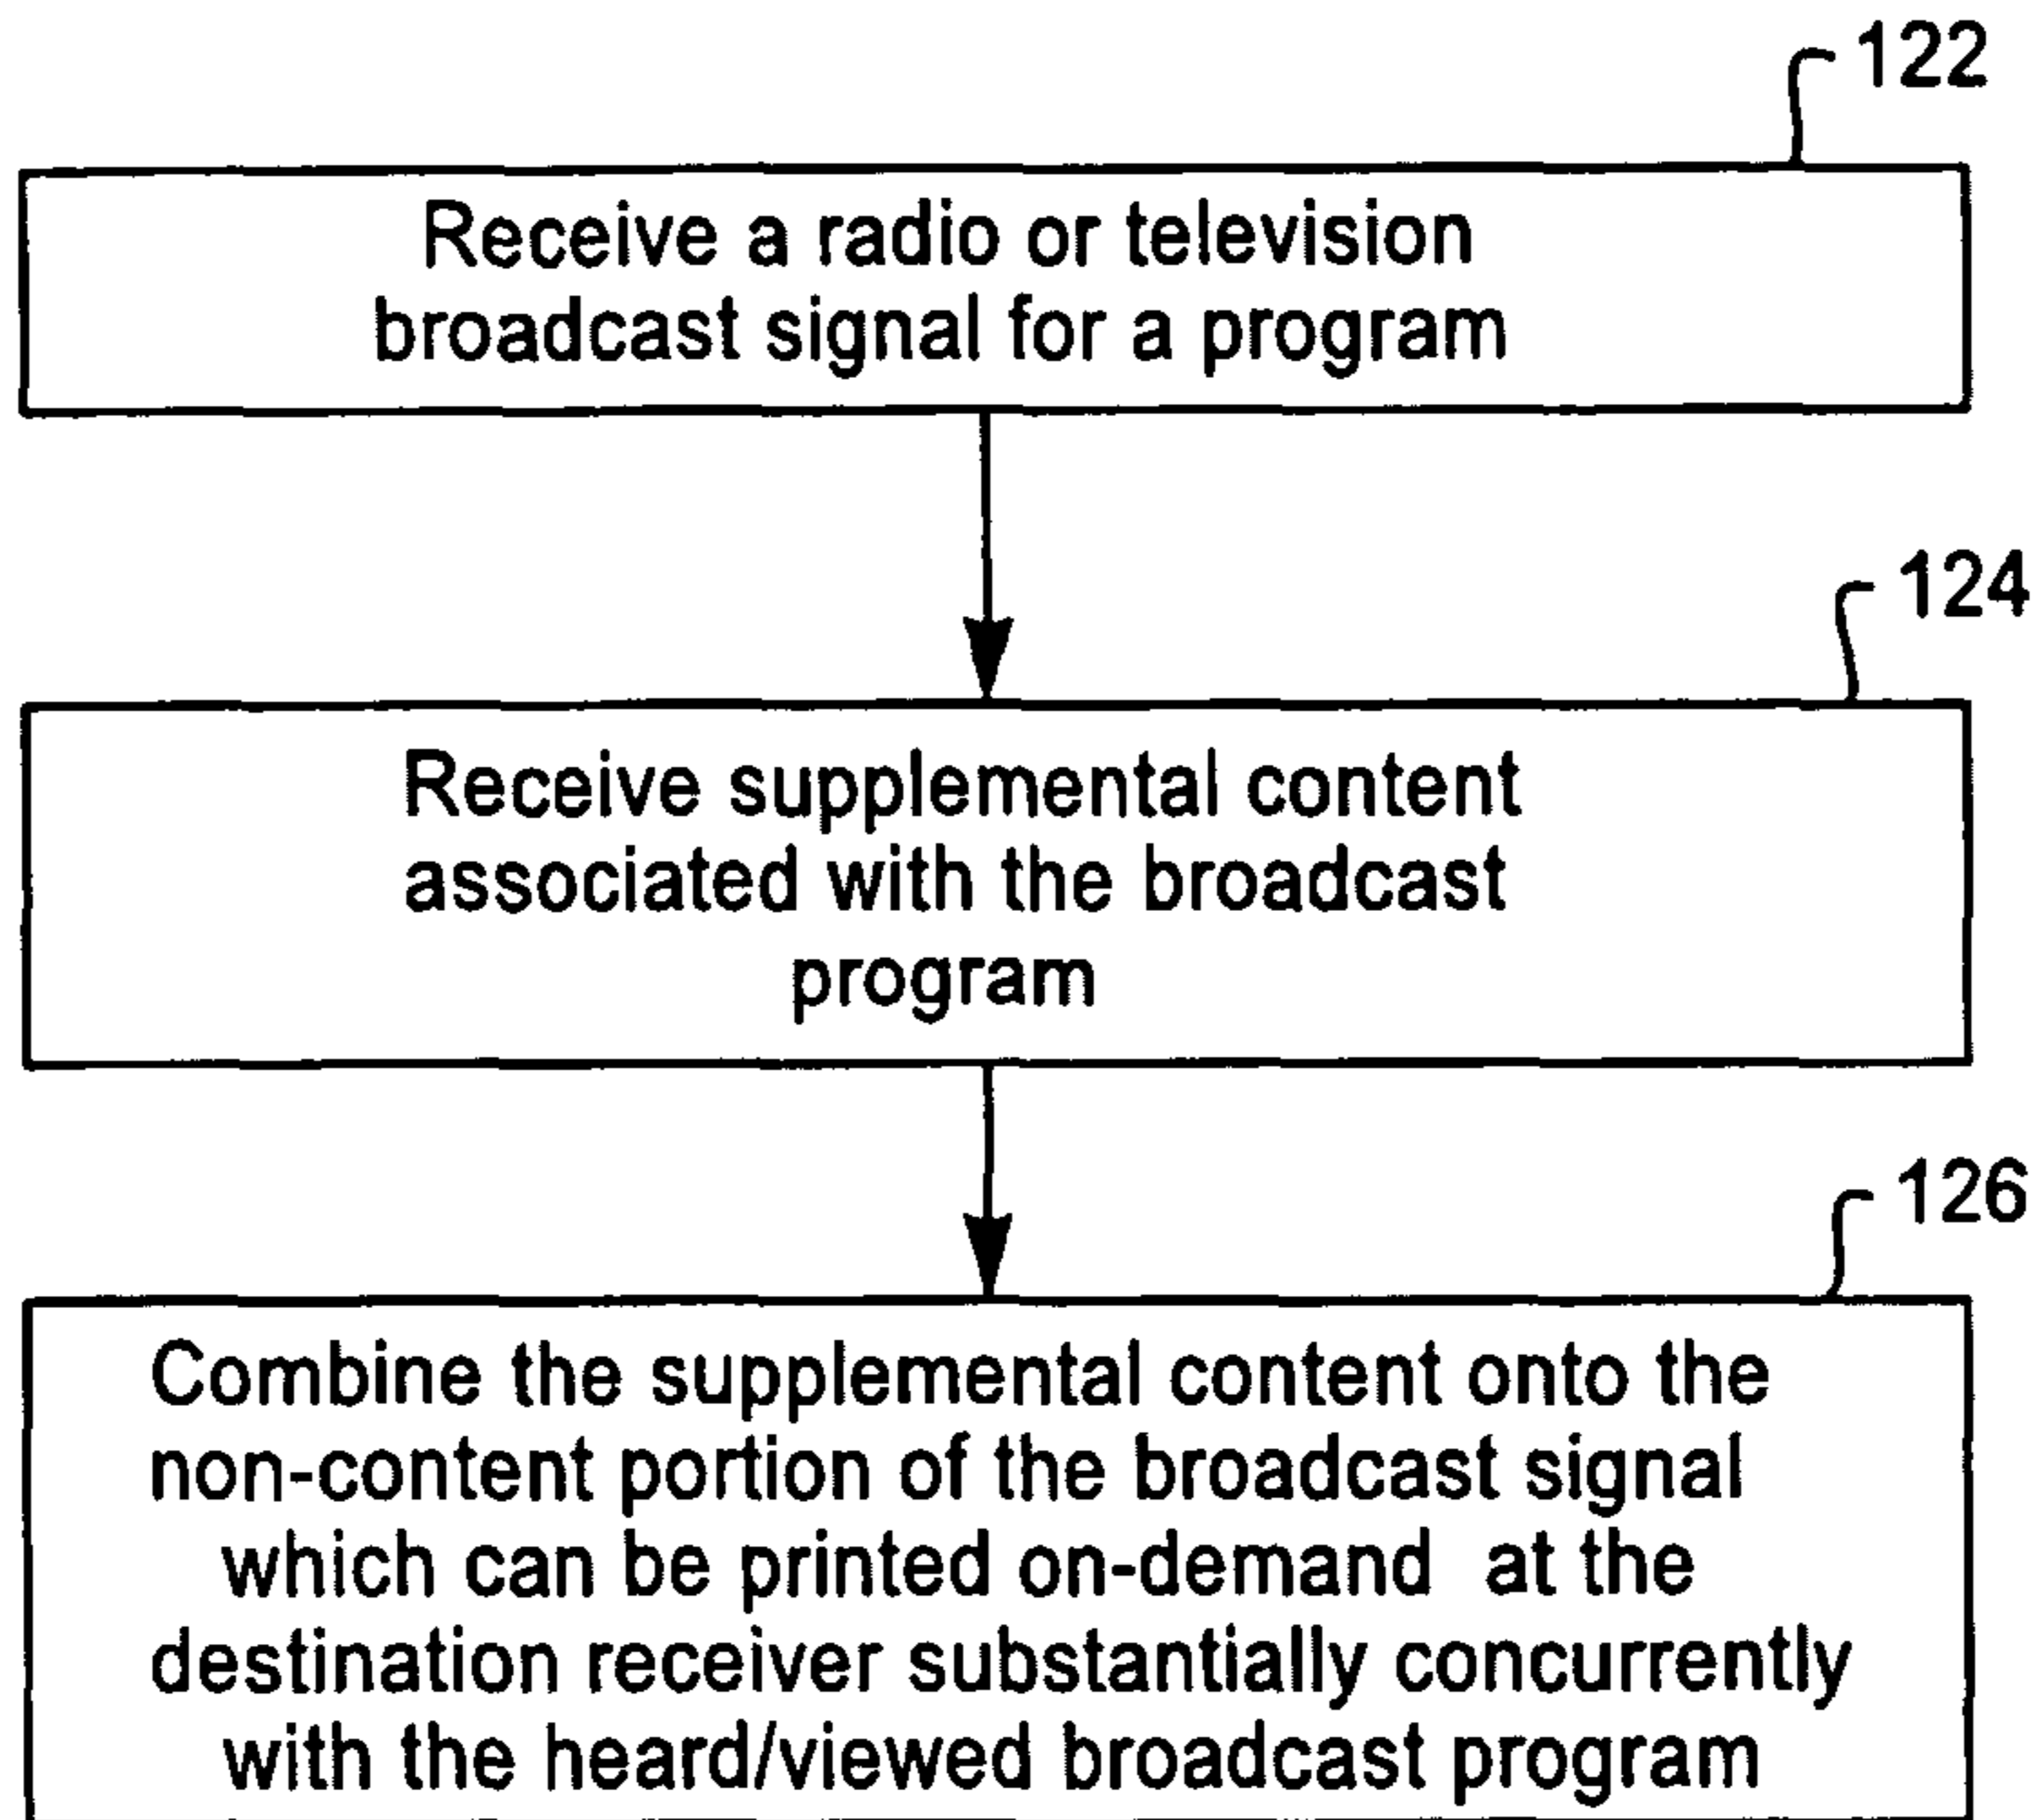 122
Receive a radio or television
broadcast signal for a program
124
Receive supplemental content
associated with the broadcast
program
126
Combine the supplemental content onto the
non-content portion of the broadcast signal
which can be printed on-demand at the
destination receiver substantially concurrently
with the heard/viewed broadcast program